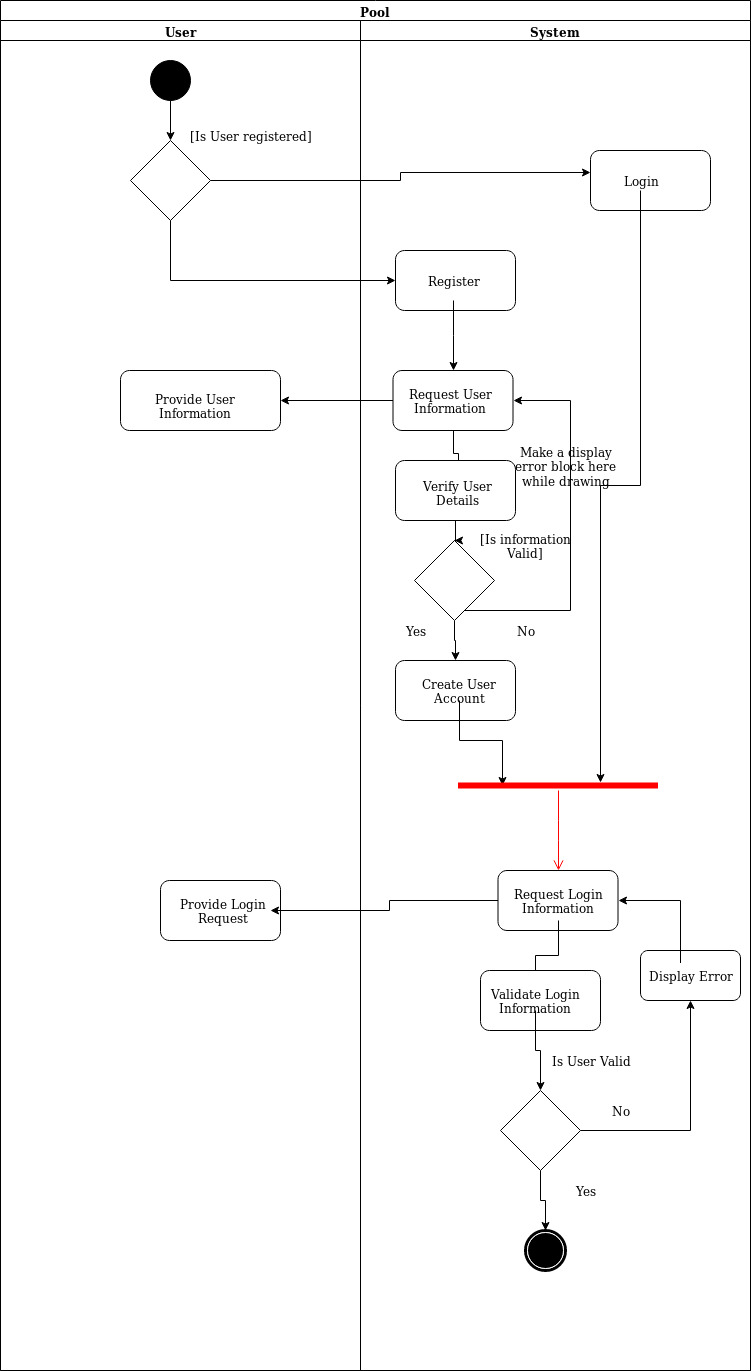 Pool
User
System
[Is User registered]
Login
Register
Provide User
Information
Request User
Information
Make a display
error block here
while drawing
Verify User
Details
[Is information
Valid]
Yes
No
Create User
Account
Provide Login
Request
Request Login
Information
Display Error
Validate Login
Information
Is User Valid
No
Yes